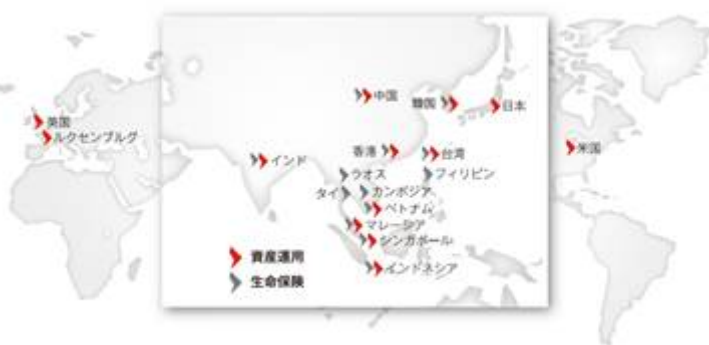 中国
韓国
日本
英国
ルクセンブルグ
香港
台湾
米国
インド
ラオス
フィリピン
タイ
カンボジア
ベトナム
マレーシア
シンガポール
資産運用
インドネシア
生命保険